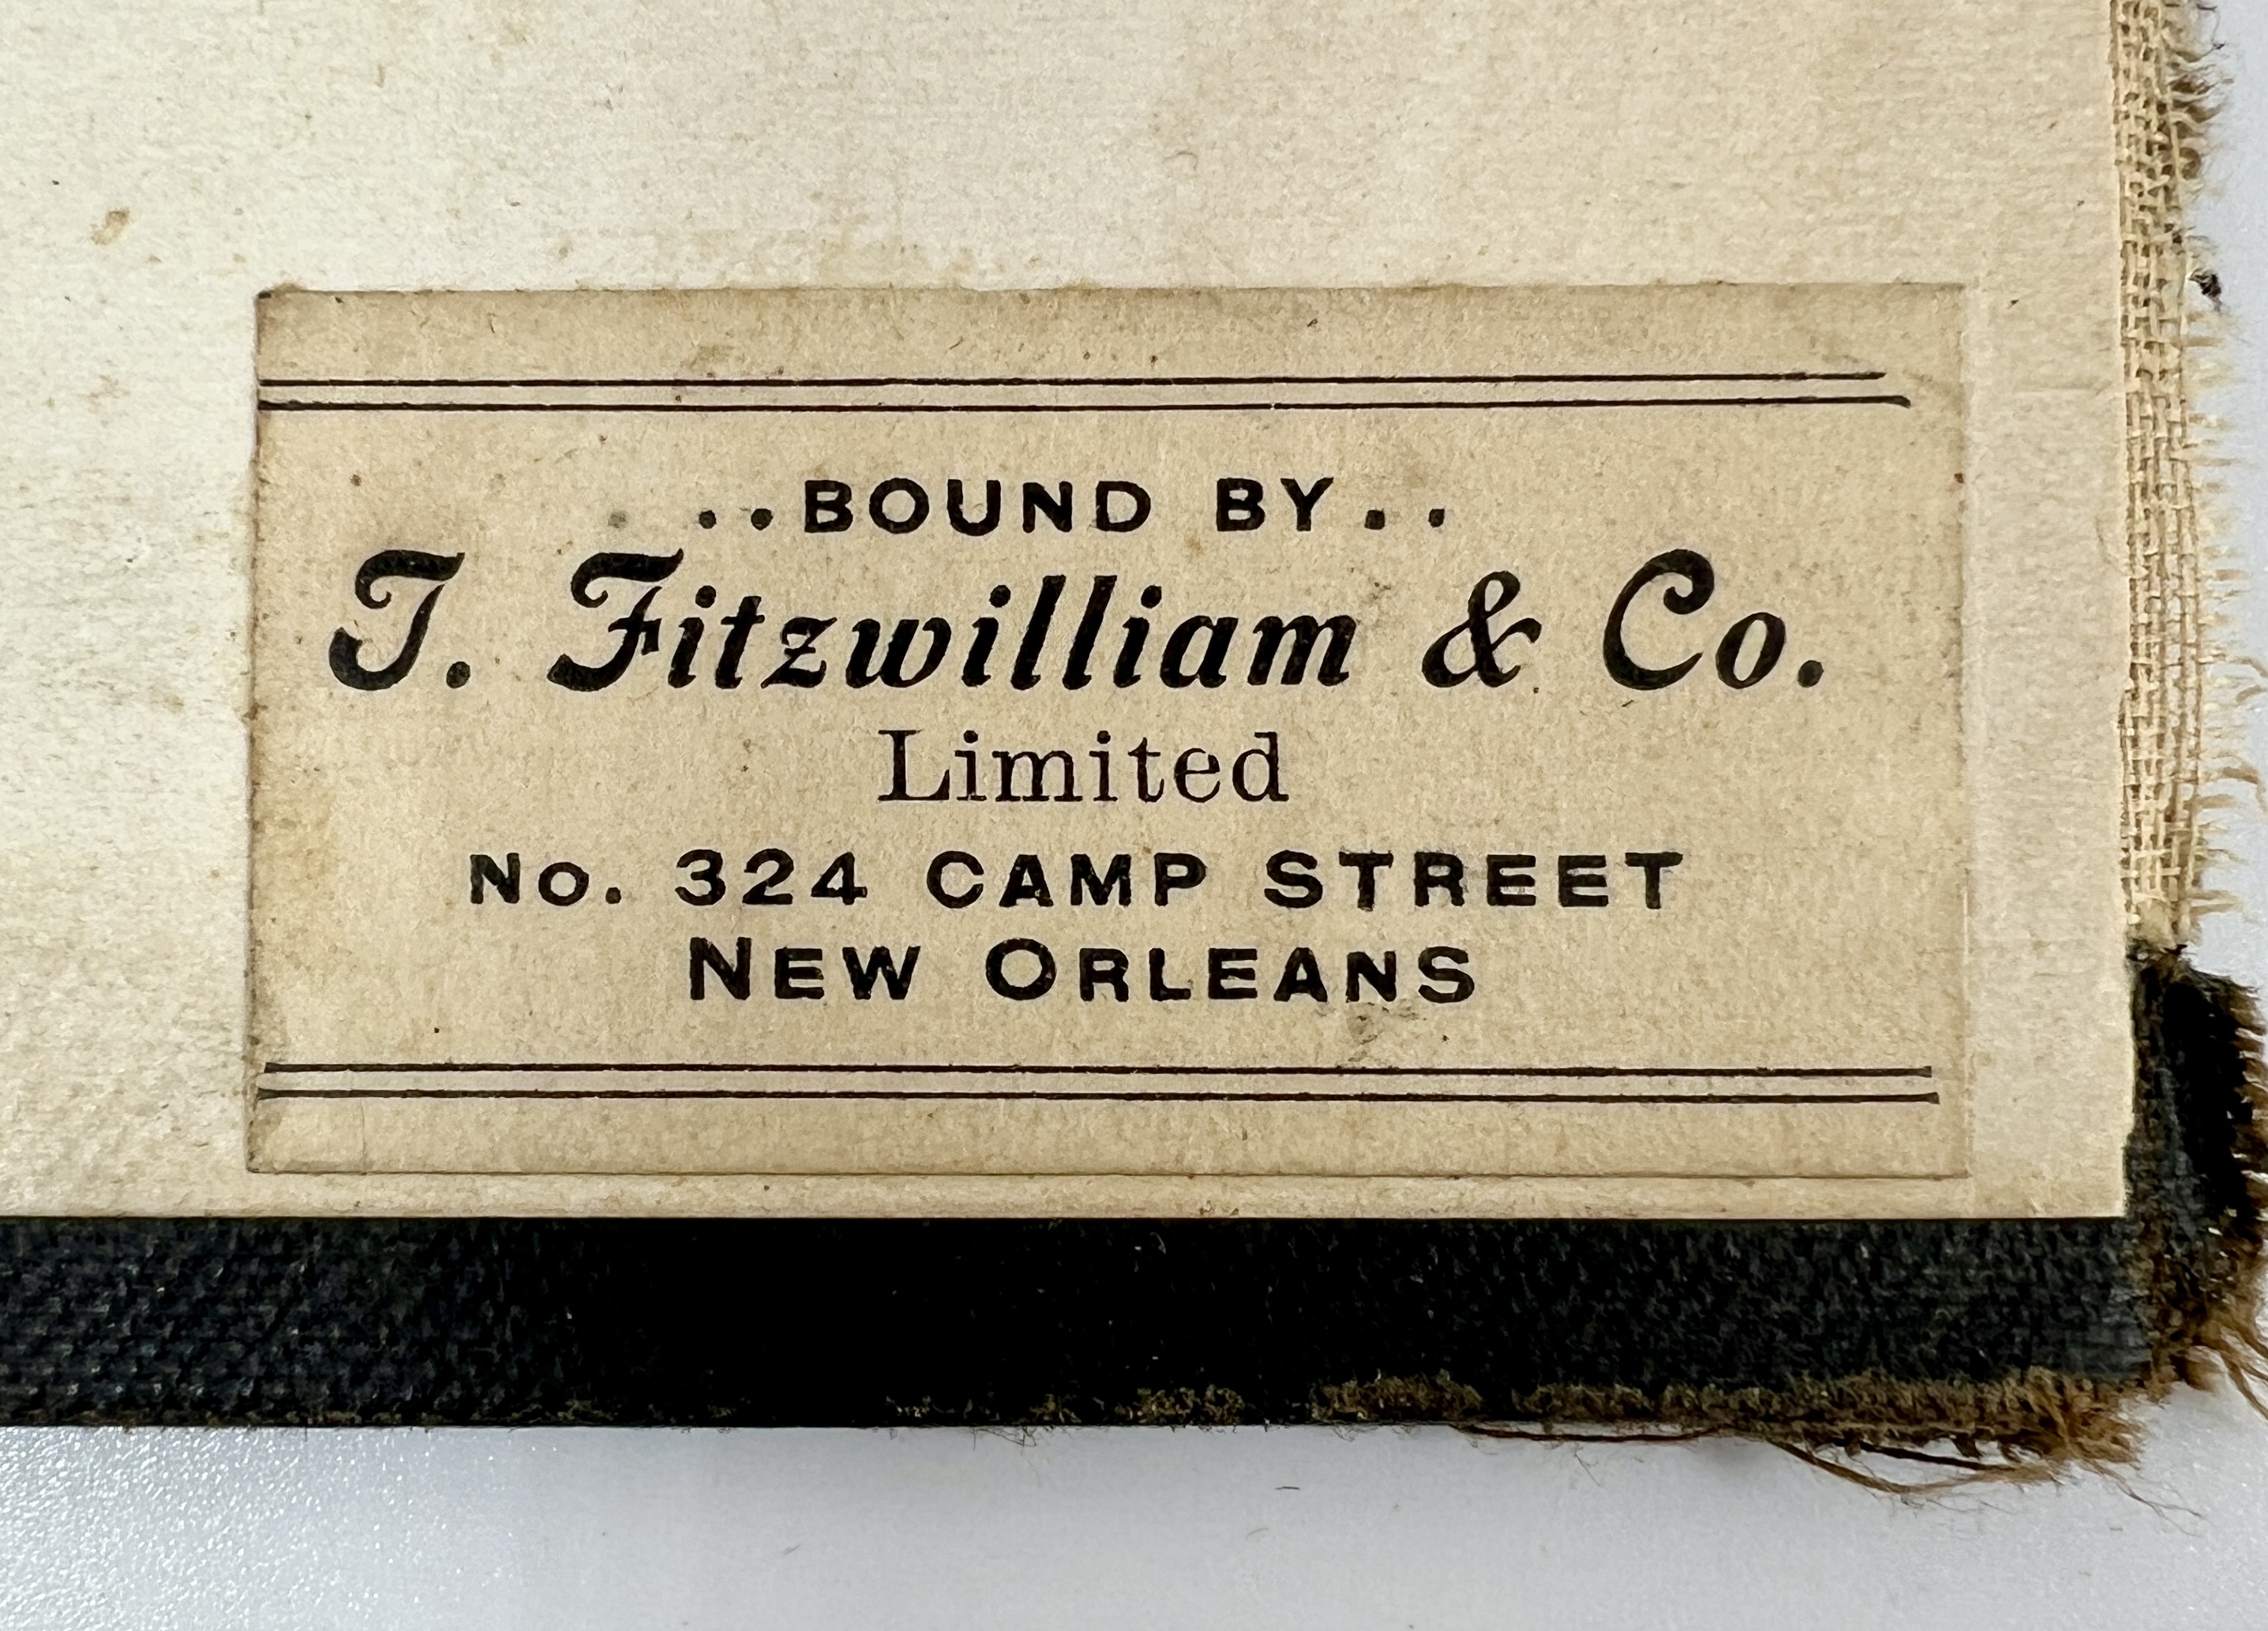 ..BOUND BY..
T. Fitzwilliam & Co.
Limited
No. 324 CAMP STREET
NEW ORLEANS